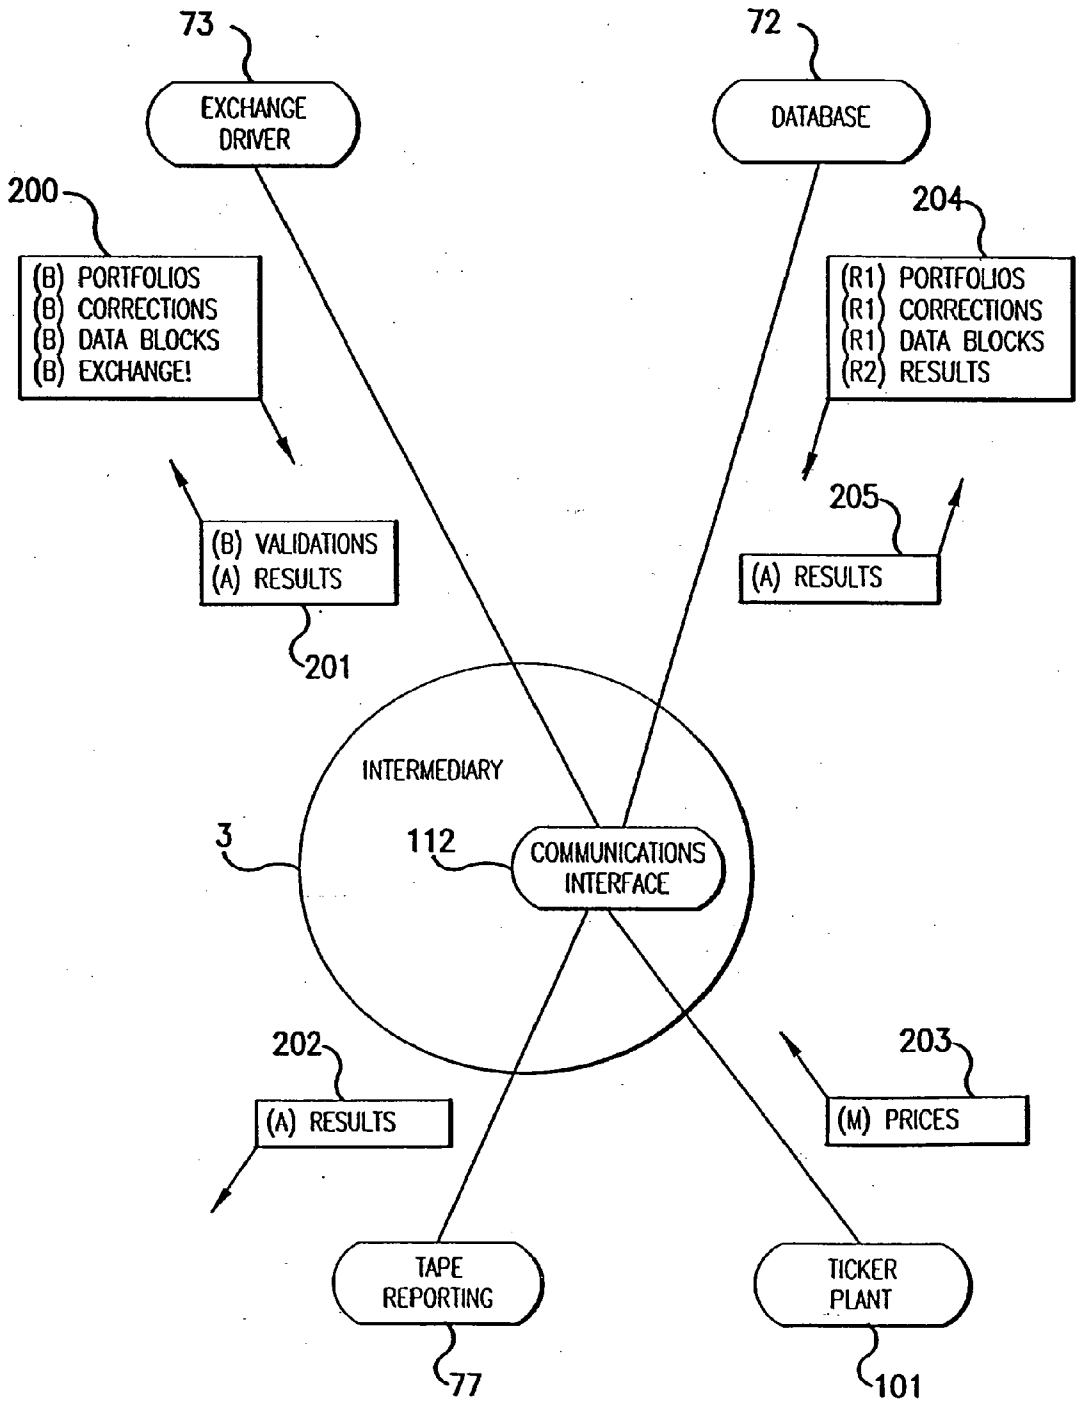 73
72
EXCHANGE
DRIVER
DATABASE
200
204
(B) PORTFOLIOS
(B) CORRECTIONS
(B) DATA BLOCKS
(B) EXCHANGE!
(R1) PORTFOLIOS
(R1) CORRECTIONS
(R1) DATA BLOCKS
(R2) RESULTS
205
(B) VALIDATIONS
(A) RESULTS
(A) RESULTS
201
INTERMEDIARY
3
112
COMMUNICATIONS
INTERFACE
202
203
(A) RESULTS
(M) PRICES
TAPE
REPORTING
TICKER
PLANT
77
101